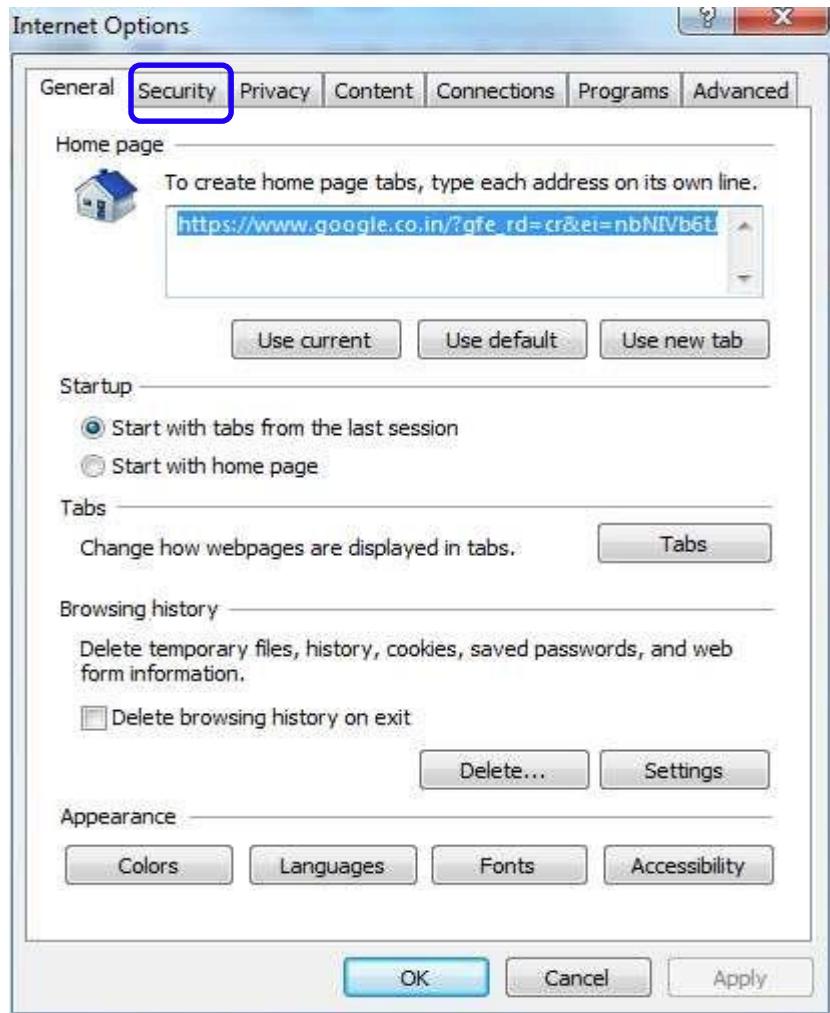 Internet Options
General Security Privacy Content Connections Programs Advanced
Home page
To create home page tabs, type each address on its own line.
https://www.google.co.in/?gfe_rd=cr&ei=nbNIVb6tJ
Use current Use default Use new tab
Startup
Start with tabs from the last session
Start with home page
Tabs
Change how webpages are displayed in tabs. Tabs
Browsing history
Delete temporary files, history, cookies, saved passwords, and web
form information.
Delete browsing history on exit
Delete... Settings
Appearance
Colors Languages Fonts Accessibility
OK Cancel Apply